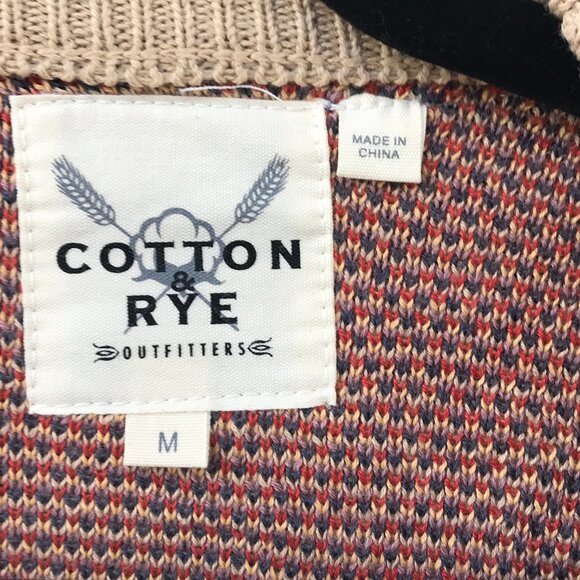 COTTON
&
RYE
OUTFITTERS
M
MADE IN
CHINA